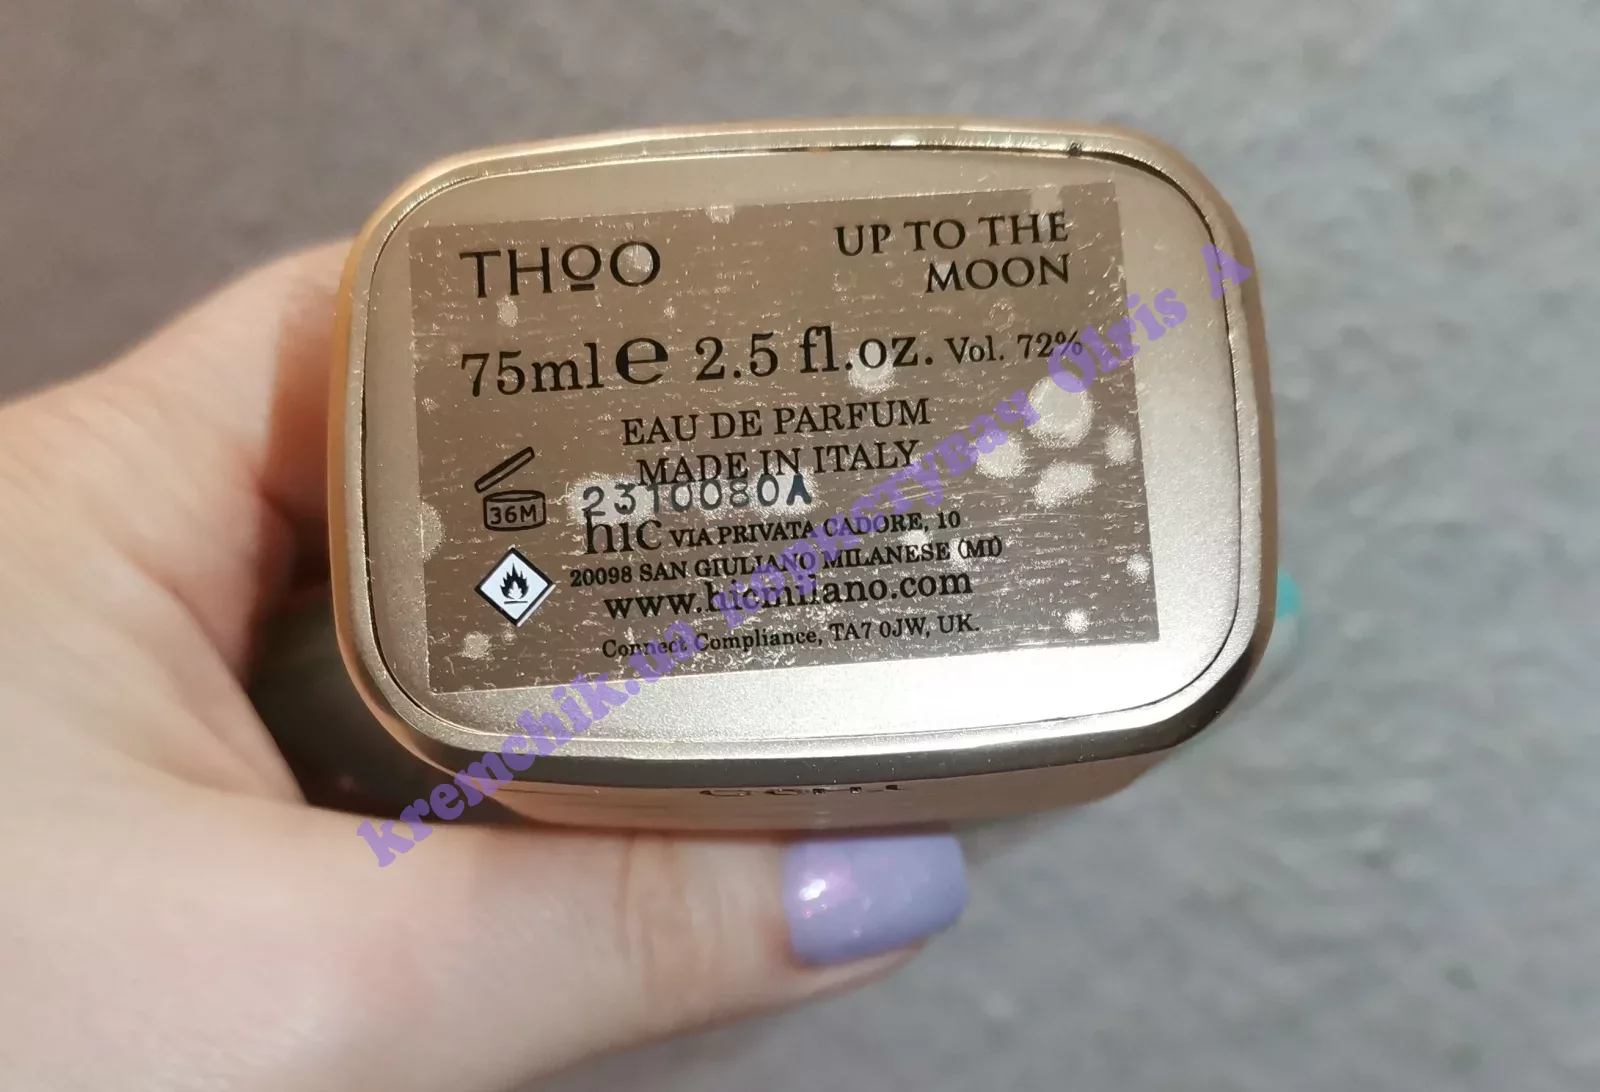 THOO
UP TO THE
MOON
75ml e 2.5 fl.oz. Vol. 72%
EAU DE PARFUM
MADE IN ITALY
36M
2310080A
hic VIA PRIVATA CADORE, 10
20098 SAN GIULIANO MILANESE (MI)
www.hicmilano.com
Connect Compliance, TA7 0JW, UK.
kremchik.ua користувач Olris A